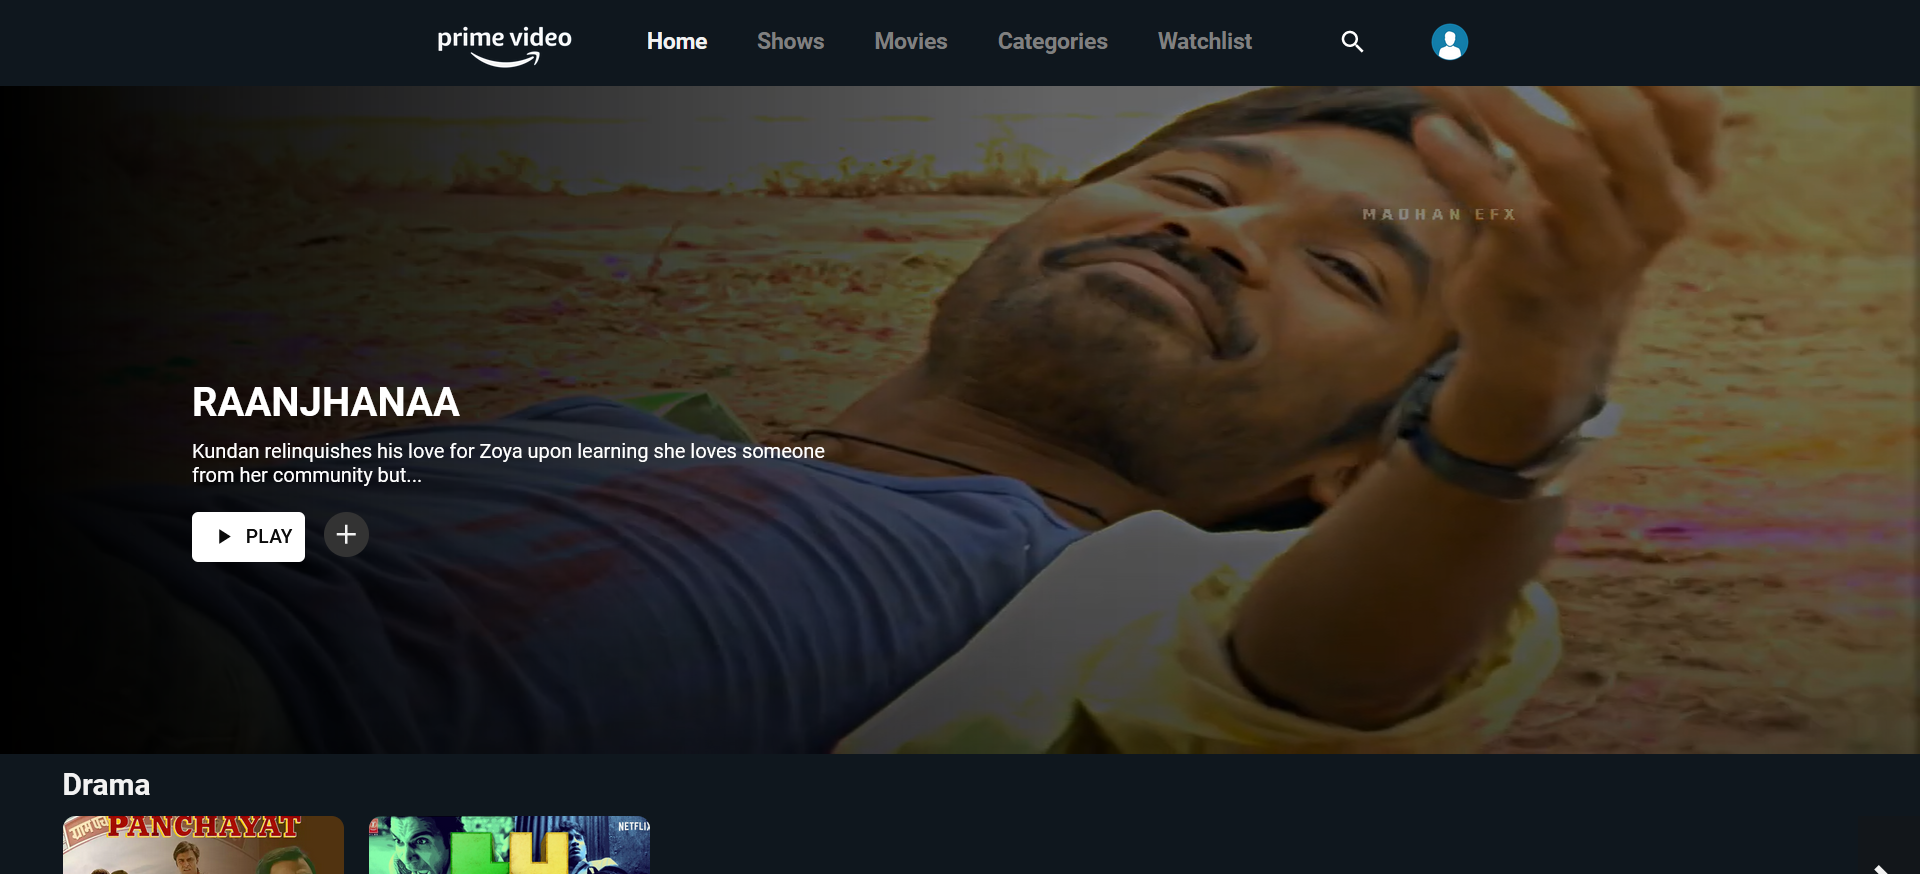 prime video
Home
Shows
Movies
Categories
Watchlist
MADHAN EFX
RAANJHANAA
Kundan relinquishes his love for Zoya upon learning she loves someone
from her community but...
PLAY
Drama
PANCHAYAT
NETFLIX